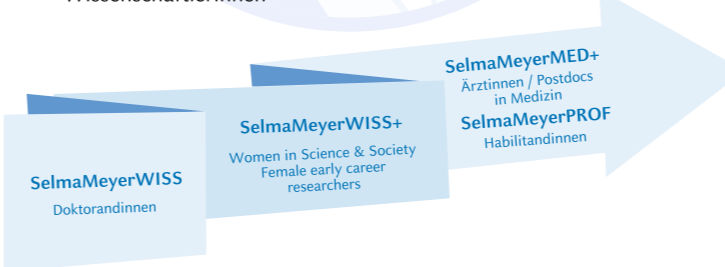 SelmaMeyerWISS
Doktorandinnen
SelmaMeyerWISS+
Women in Science & Society
Female early career
researchers
SelmaMeyerMED+
Ärztinnen / Postdocs
in Medizin
SelmaMeyerPROF
Habilitandinnen